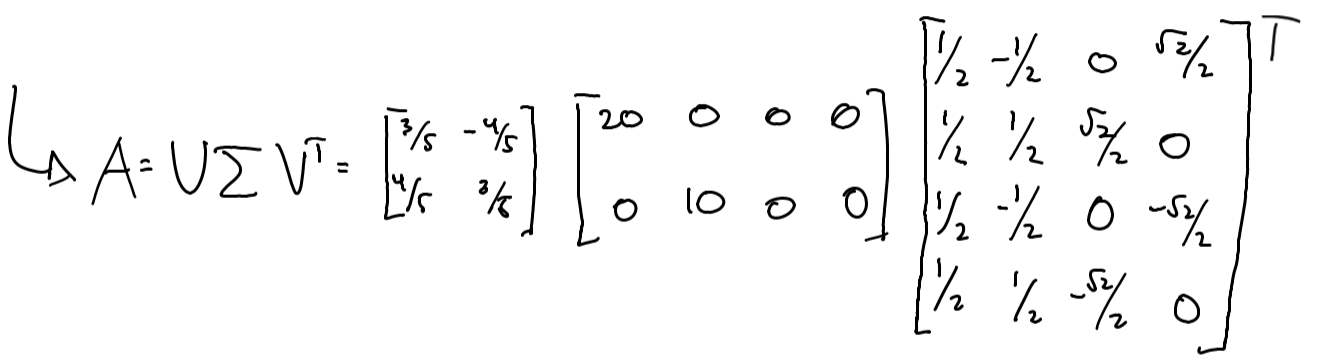 ↳ A = UΣV^T = [3/5 -4/5; 4/5 3/5] [20 0 0 0; 0 10 0 0] [1/2 -1/2 0 √2/2; 1/2 1/2 √2/2 0; 1/2 -1/2 0 -√2/2; 1/2 1/2 -√2/2 0]^T